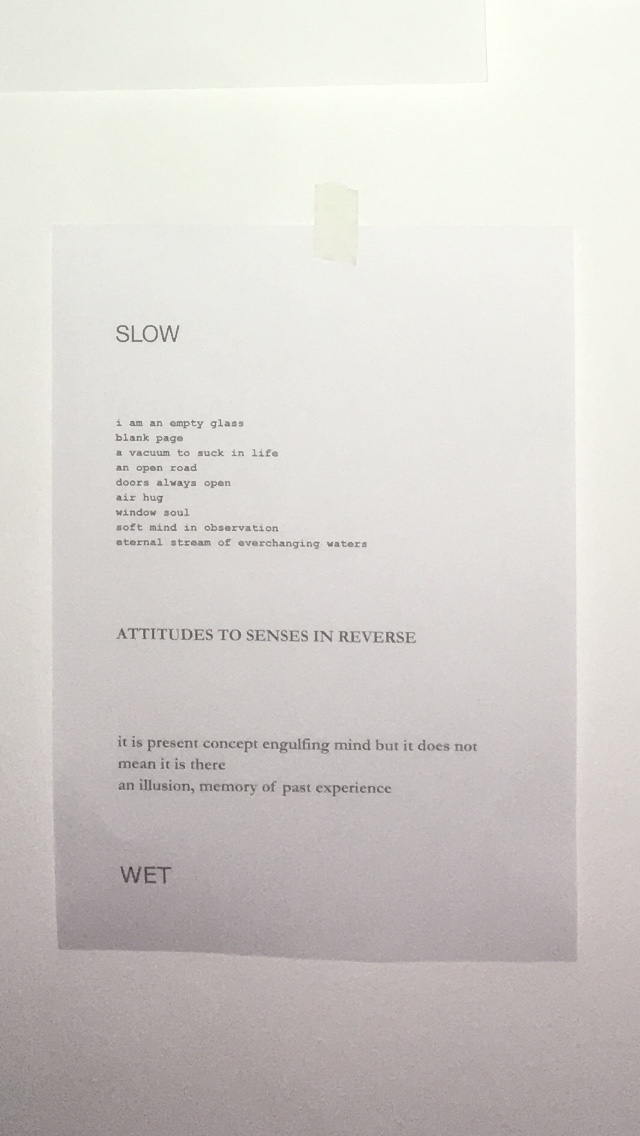 SLOW
i am an empty glass
blank page
a vacuum to suck in life
an open road
doors always open
air hug
window soul
soft mind in observation
eternal stream of everchanging waters
ATTITUDES TO SENSES IN REVERSE
it is present concept engulfing mind but it does not
mean it is there
an illusion, memory of past experience
WET